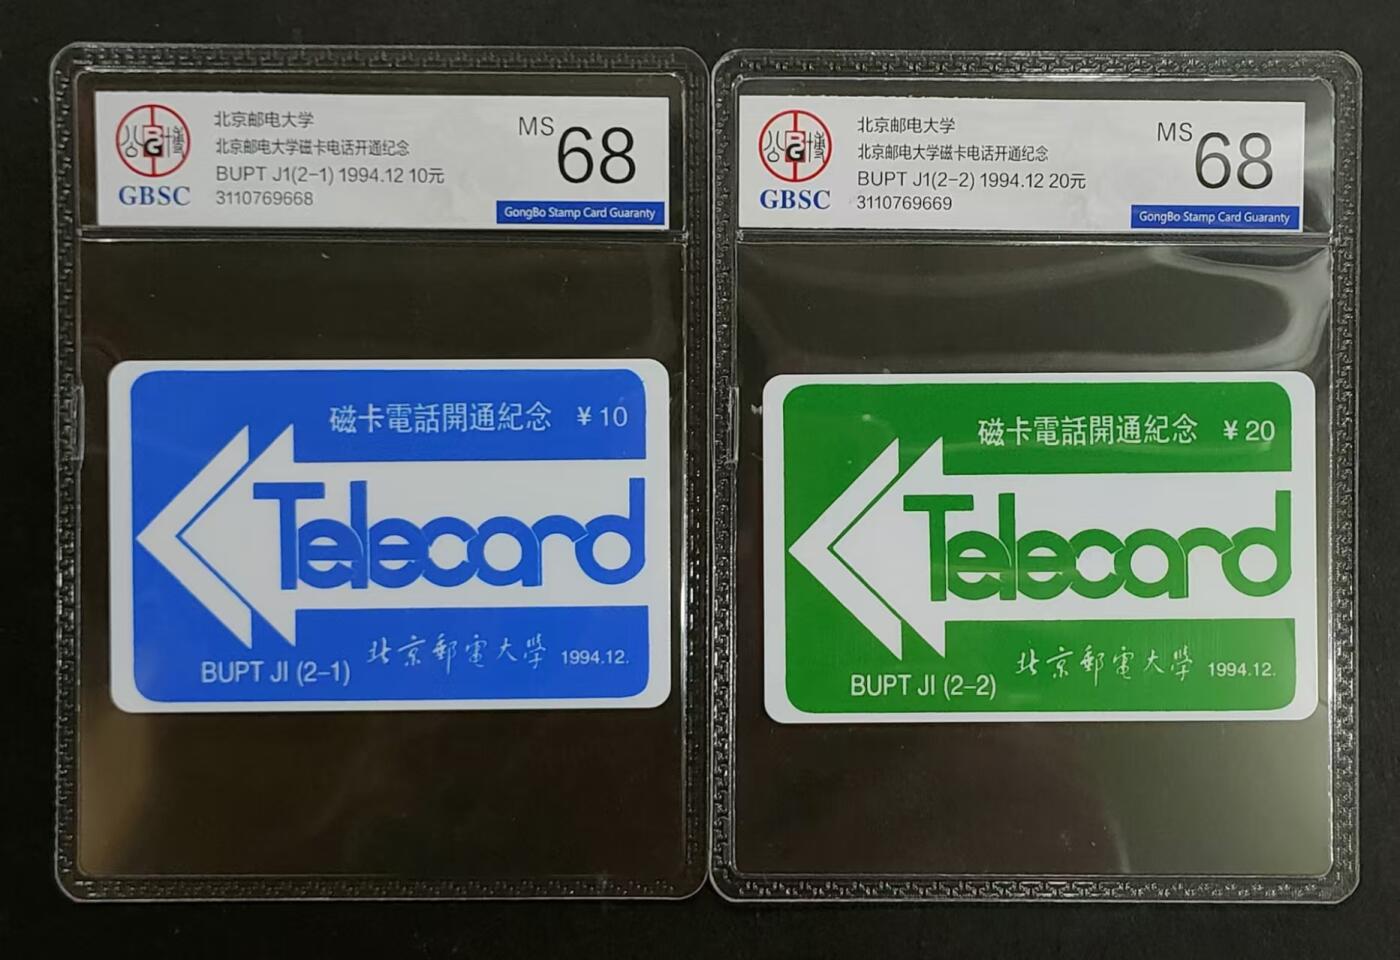 公 BG 博
GBSC
北京邮电大学
北京邮电大学磁卡电话开通纪念
BUPT J1(2-1) 1994.12 10元
3110769668
MS 68
GongBo Stamp Card Guaranty
磁卡電話開通紀念 ¥10
Telecard
BUPT JI (2-1) 北京郵電大學 1994.12.
公 BG 博
GBSC
北京邮电大学
北京邮电大学磁卡电话开通纪念
BUPT J1(2-2) 1994.12 20元
3110769669
MS 68
GongBo Stamp Card Guaranty
磁卡電話開通紀念 ¥20
Telecard
BUPT JI (2-2) 北京郵電大學 1994.12.